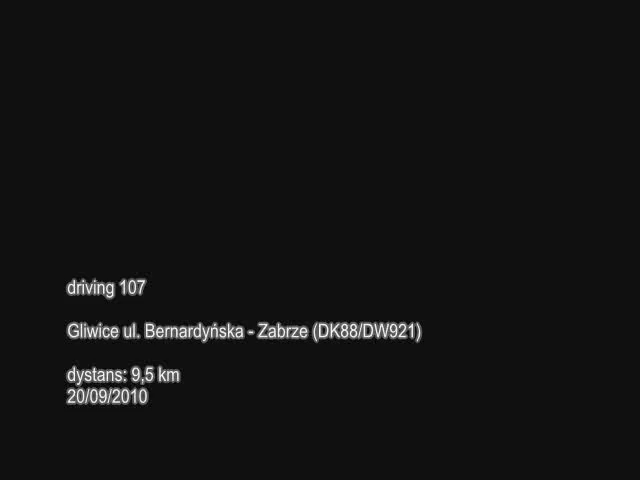 driving 107
Gliwice ul. Bernardyńska - Zabrze (DK88/DW921)
dystans: 9,5 km
20/09/2010